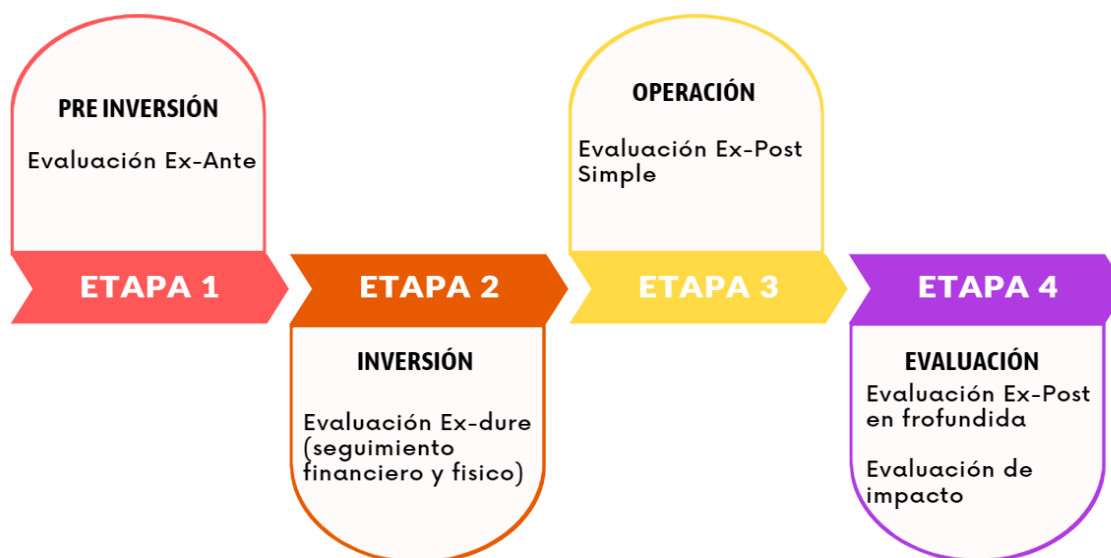 PRE INVERSIÓN
Evaluación Ex-Ante
ETAPA 1
ETAPA 2
INVERSIÓN
Evaluación Ex-dure
(seguimiento
financiero y fisico)
OPERACIÓN
Evaluación Ex-Post
Simple
ETAPA 3
ETAPA 4
EVALUACIÓN
Evaluación Ex-Post
en frofundida
Evaluación de
impacto